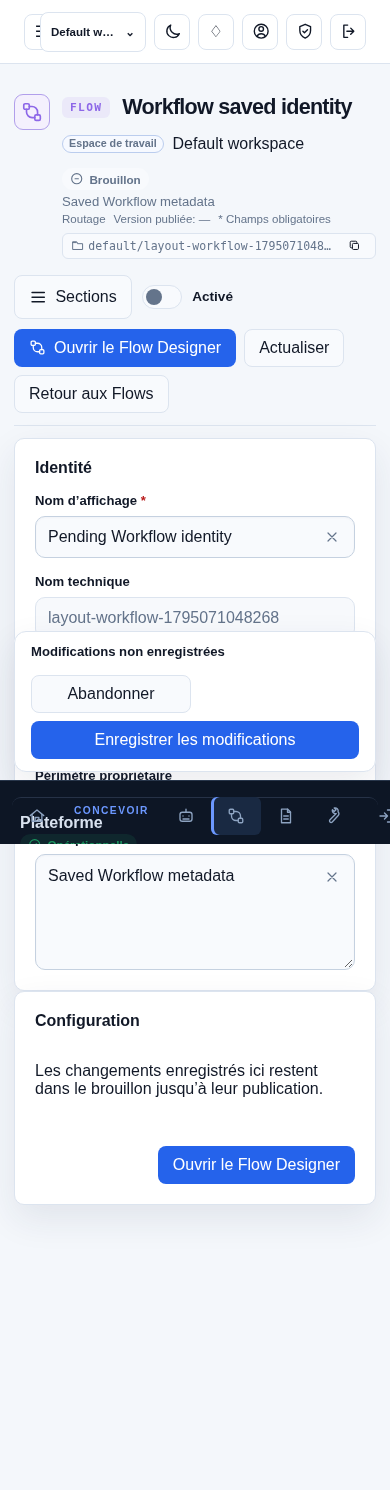 Default w… 
FLOW Workflow saved identity
Espace de travail Default workspace
Brouillon
Saved Workflow metadata
Routage Version publiée: — * Champs obligatoires
default/layout-workflow-1795071048…
Sections Activé
Ouvrir le Flow Designer Actualiser
Retour aux Flows
Identité
Nom d’affichage *
Pending Workflow identity
Nom technique
layout-workflow-1795071048268
Modifications non enregistrées
Abandonner
Enregistrer les modifications
Périmètre propriétaire
CONCEVOIR
Plateforme
Opérationnelle
Saved Workflow metadata
Configuration
Les changements enregistrés ici restent
dans le brouillon jusqu’à leur publication.
Ouvrir le Flow Designer